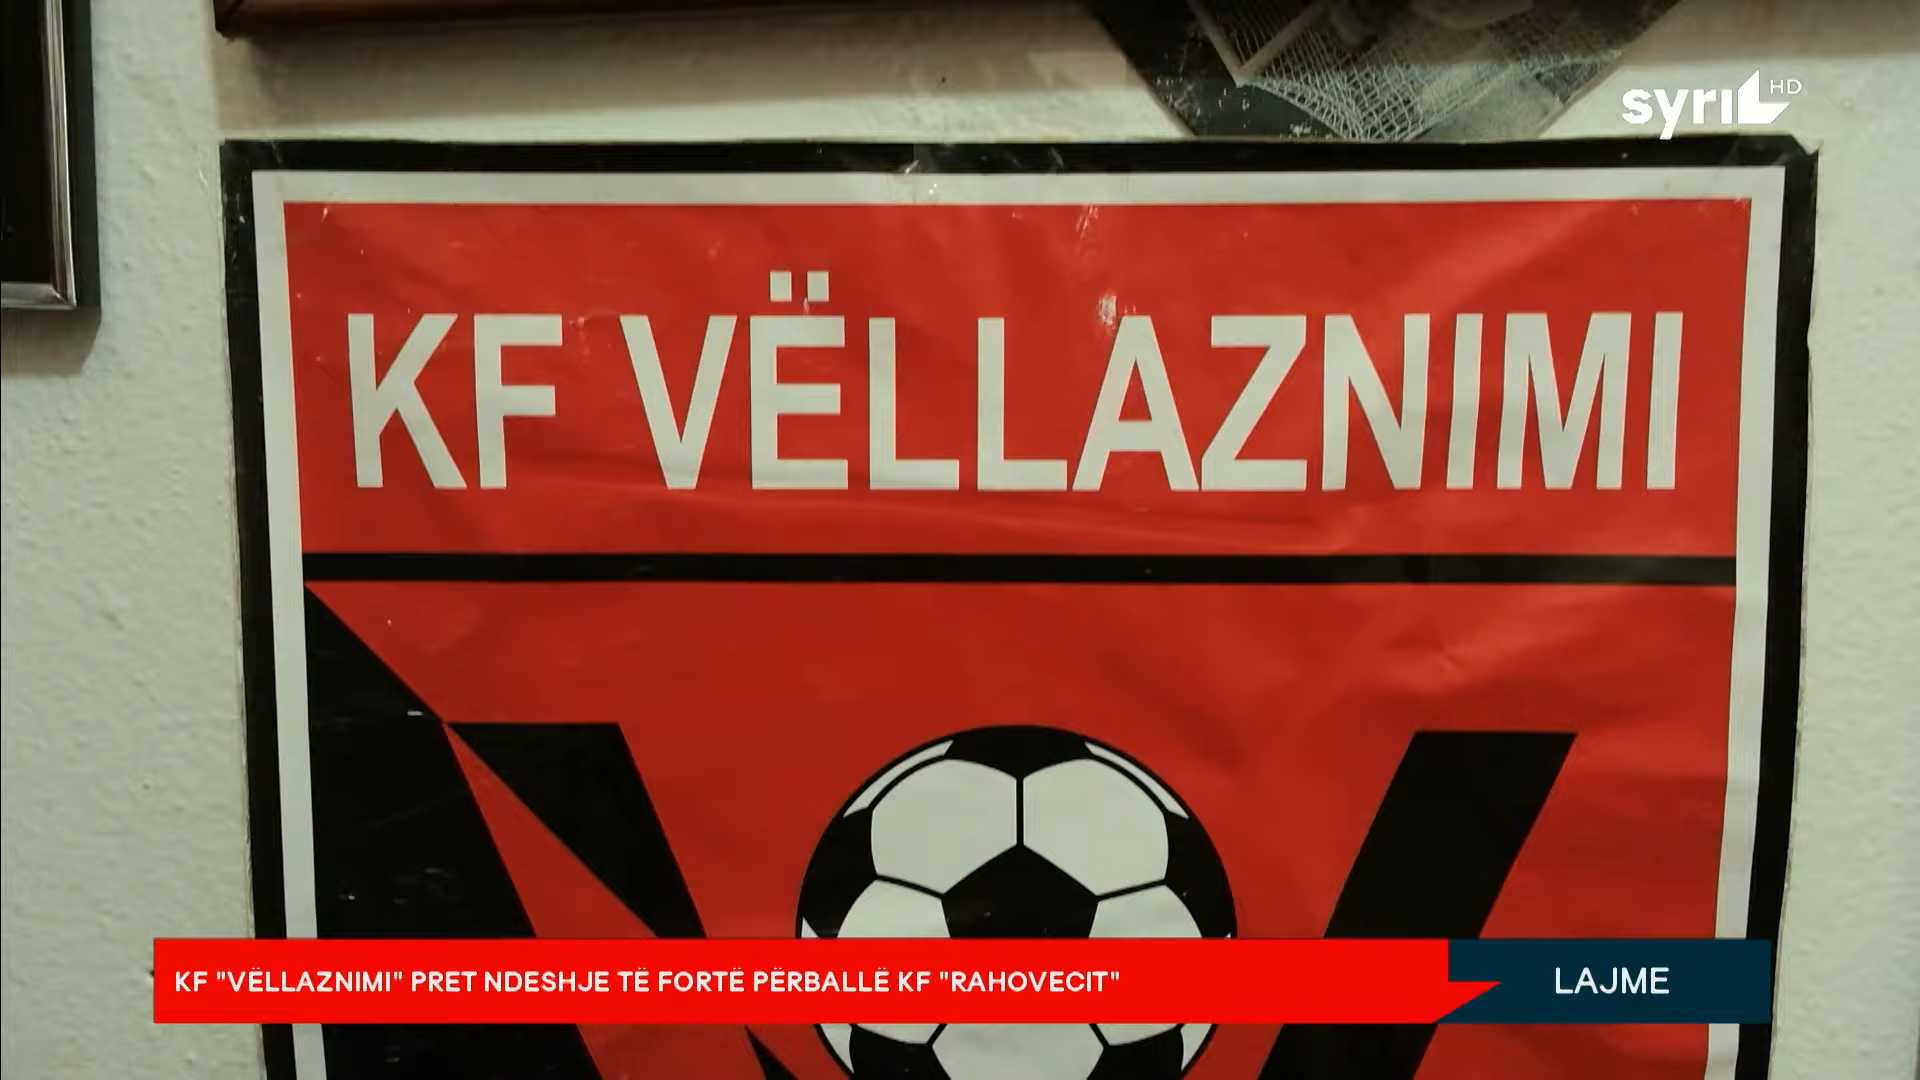 syri HD
KF VËLLAZNIMI
KF "VËLLAZNIMI" PRET NDESHJE TË FORTË PËRBALLË KF "RAHOVECIT"
LAJME